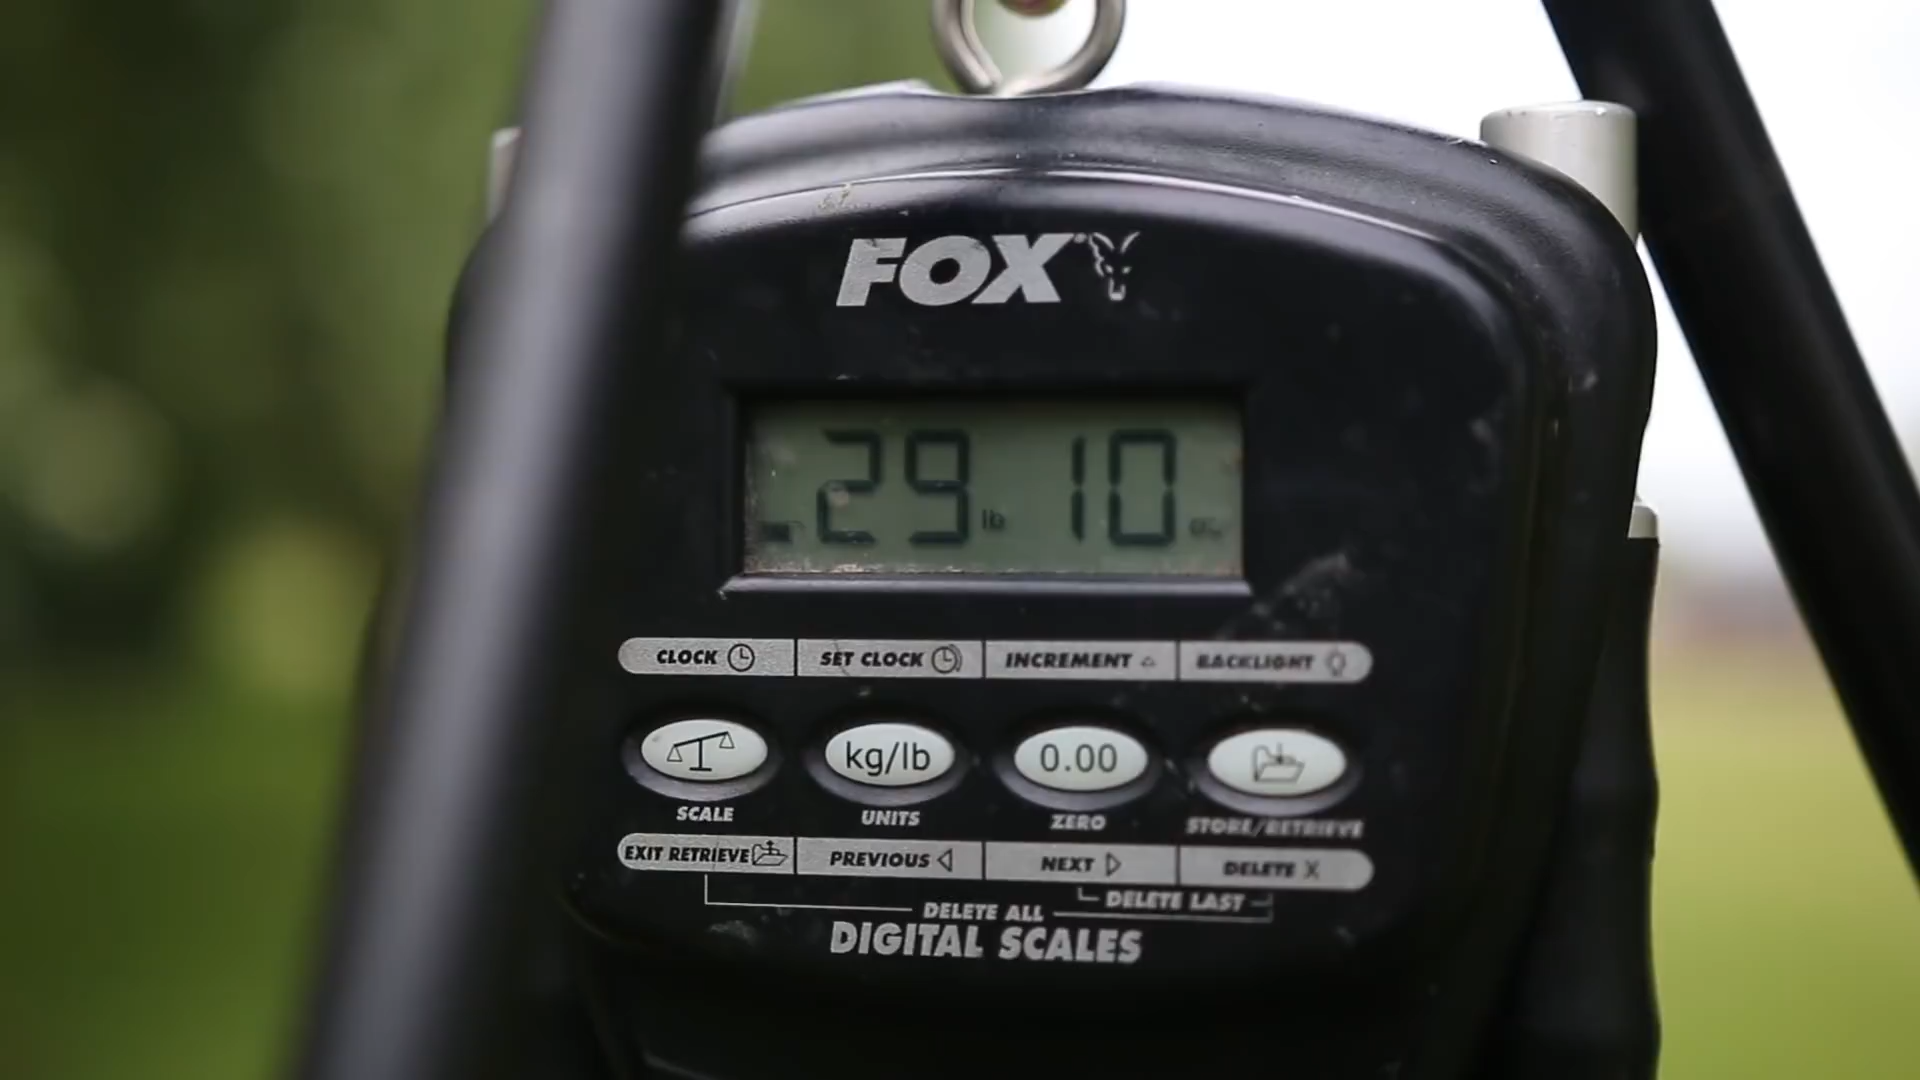 FOX
29 lb 10 oz
CLOCK SET CLOCK INCREMENT BACKLIGHT
kg/lb 0.00
SCALE UNITS ZERO STORE/RETRIEVE
EXIT RETRIEVE PREVIOUS NEXT DELETE X
DELETE LAST
DELETE ALL
DIGITAL SCALES